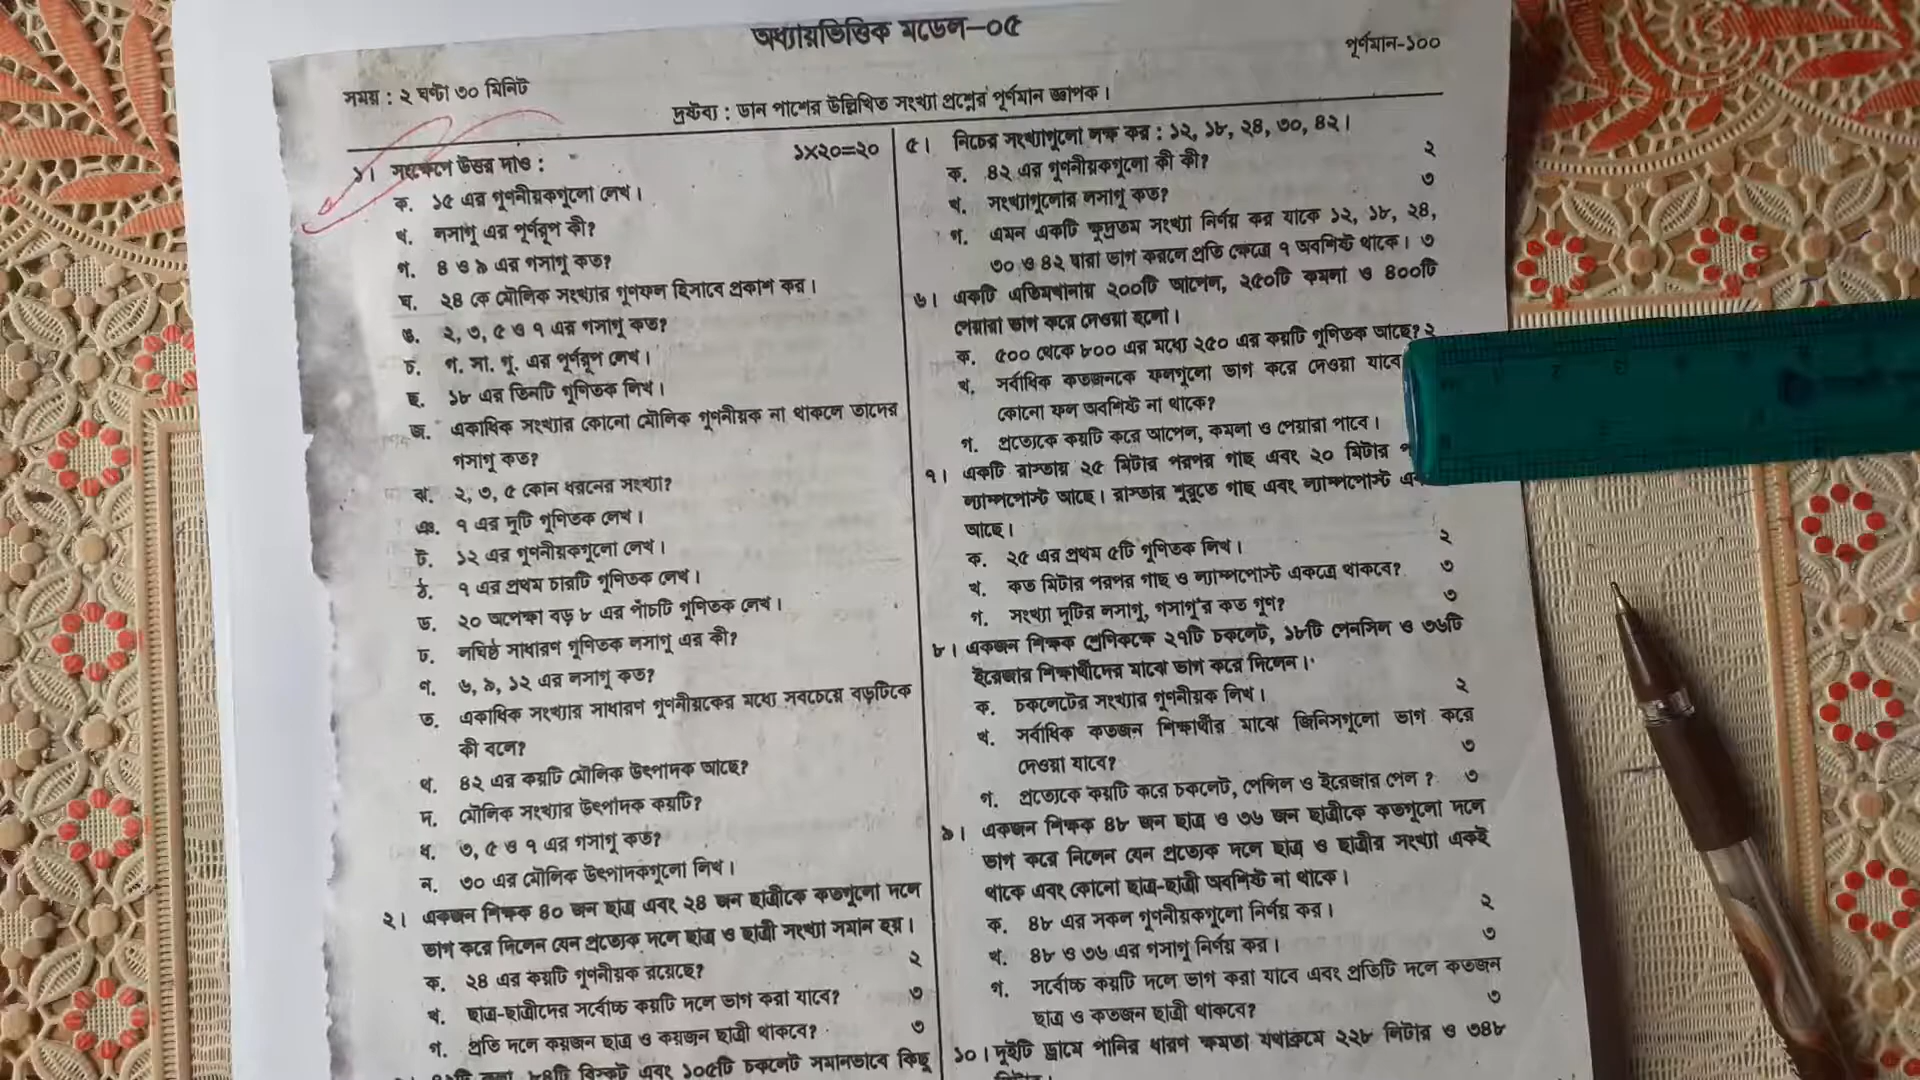 অধ্যায়ভিত্তিক মডেল–০৫
পূর্ণমান-১০০
সময় : ২ ঘণ্টা ৩০ মিনিট
দ্রষ্টব্য : ডান পাশের উল্লিখিত সংখ্যা প্রশ্নের পূর্ণমান জ্ঞাপক।
১। সংক্ষেপে উত্তর দাও : ১×২০=২০
ক. ১৫ এর গুণনীয়কগুলো লেখ।
খ. লসাগু এর পূর্ণরূপ কী?
গ. ৪ ও ৯ এর গসাগু কত?
ঘ. ২৪ কে মৌলিক সংখ্যার গুণফল হিসাবে প্রকাশ কর।
ঙ. ২, ৩, ৫ ও ৭ এর গসাগু কত?
চ. গ. সা. গু. এর পূর্ণরূপ লেখ।
ছ. ১৮ এর তিনটি গুণিতক লিখ।
জ. একাধিক সংখ্যার কোনো মৌলিক গুণনীয়ক না থাকলে তাদের
গসাগু কত?
ঝ. ২, ৩, ৫ কোন ধরনের সংখ্যা?
ঞ. ৭ এর দুটি গুণিতক লেখ।
ট. ১২ এর গুণনীয়কগুলো লেখ।
ঠ. ৭ এর প্রথম চারটি গুণিতক লেখ।
ড. ২০ অপেক্ষা বড় ৮ এর পাঁচটি গুণিতক লেখ।
ঢ. লঘিষ্ঠ সাধারণ গুণিতক লসাগু এর কী?
ণ. ৬, ৯, ১২ এর লসাগু কত?
ত. একাধিক সংখ্যার সাধারণ গুণনীয়কের মধ্যে সবচেয়ে বড়টিকে
কী বলে?
থ. ৪২ এর কয়টি মৌলিক উৎপাদক আছে?
দ. মৌলিক সংখ্যার উৎপাদক কয়টি?
ধ. ৩, ৫ ও ৭ এর গসাগু কত?
ন. ৩০ এর মৌলিক উৎপাদকগুলো লিখ।
২। একজন শিক্ষক ৪০ জন ছাত্র এবং ২৪ জন ছাত্রীকে কতগুলো দলে
ভাগ করে দিলেন যেন প্রত্যেক দলে ছাত্র ও ছাত্রী সংখ্যা সমান হয়।
ক. ২৪ এর কয়টি গুণনীয়ক রয়েছে? ২
খ. ছাত্র-ছাত্রীদের সর্বোচ্চ কয়টি দলে ভাগ করা যাবে? ৩
গ. প্রতি দলে কয়জন ছাত্র ও কয়জন ছাত্রী থাকবে? ৩
৮৪টি বিস্কুট এবং ১০৫টি চকলেট সমানভাবে কিছু
৫। নিচের সংখ্যাগুলো লক্ষ কর : ১২, ১৮, ২৪, ৩০, ৪২।
ক. ৪২ এর গুণনীয়কগুলো কী কী? ২
খ. সংখ্যাগুলোর লসাগু কত? ৩
গ. এমন একটি ক্ষুদ্রতম সংখ্যা নির্ণয় কর যাকে ১২, ১৮, ২৪,
৩০ ও ৪২ দ্বারা ভাগ করলে প্রতি ক্ষেত্রে ৭ অবশিষ্ট থাকে। ৩
৬। একটি এতিমখানায় ২০০টি আপেল, ২৫০টি কমলা ও ৪০০টি
পেয়ারা ভাগ করে দেওয়া হলো।
ক. ৫০০ থেকে ৮০০ এর মধ্যে ২৫০ এর কয়টি গুণিতক আছে? ২
খ. সর্বাধিক কতজনকে ফলগুলো ভাগ করে দেওয়া যাবে
কোনো ফল অবশিষ্ট না থাকে?
গ. প্রত্যেকে কয়টি করে আপেল, কমলা ও পেয়ারা পাবে।
৭। একটি রাস্তায় ২৫ মিটার পরপর গাছ এবং ২০ মিটার
ল্যাম্পপোস্ট আছে। রাস্তার শুরুতে গাছ এবং ল্যাম্পপোস্ট
আছে।
ক. ২৫ এর প্রথম ৫টি গুণিতক লিখ। ২
খ. কত মিটার পরপর গাছ ও ল্যাম্পপোস্ট একত্রে থাকবে? ৩
গ. সংখ্যা দুটির লসাগু, গসাগু'র কত গুণ? ৩
৮। একজন শিক্ষক শ্রেণিকক্ষে ২৭টি চকলেট, ১৮টি পেনসিল ও ৩৬টি
ইরেজার শিক্ষার্থীদের মাঝে ভাগ করে দিলেন।
ক. চকলেটের সংখ্যার গুণনীয়ক লিখ। ২
খ. সর্বাধিক কতজন শিক্ষার্থীর মাঝে জিনিসগুলো ভাগ করে
দেওয়া যাবে? ৩
গ. প্রত্যেকে কয়টি করে চকলেট, পেন্সিল ও ইরেজার পেল ? ৩
৯। একজন শিক্ষক ৪৮ জন ছাত্র ও ৩৬ জন ছাত্রীকে কতগুলো দলে
ভাগ করে নিলেন যেন প্রত্যেক দলে ছাত্র ও ছাত্রীর সংখ্যা একই
থাকে এবং কোনো ছাত্র-ছাত্রী অবশিষ্ট না থাকে।
ক. ৪৮ এর সকল গুণনীয়কগুলো নির্ণয় কর। ২
খ. ৪৮ ও ৩৬ এর গসাগু নির্ণয় কর। ৩
গ. সর্বোচ্চ কয়টি দলে ভাগ করা যাবে এবং প্রতিটি দলে কতজন
ছাত্র ও কতজন ছাত্রী থাকবে? ৩
১০। দুইটি ড্রামে পানির ধারণ ক্ষমতা যথাক্রমে ২২৮ লিটার ও ৩৪৮